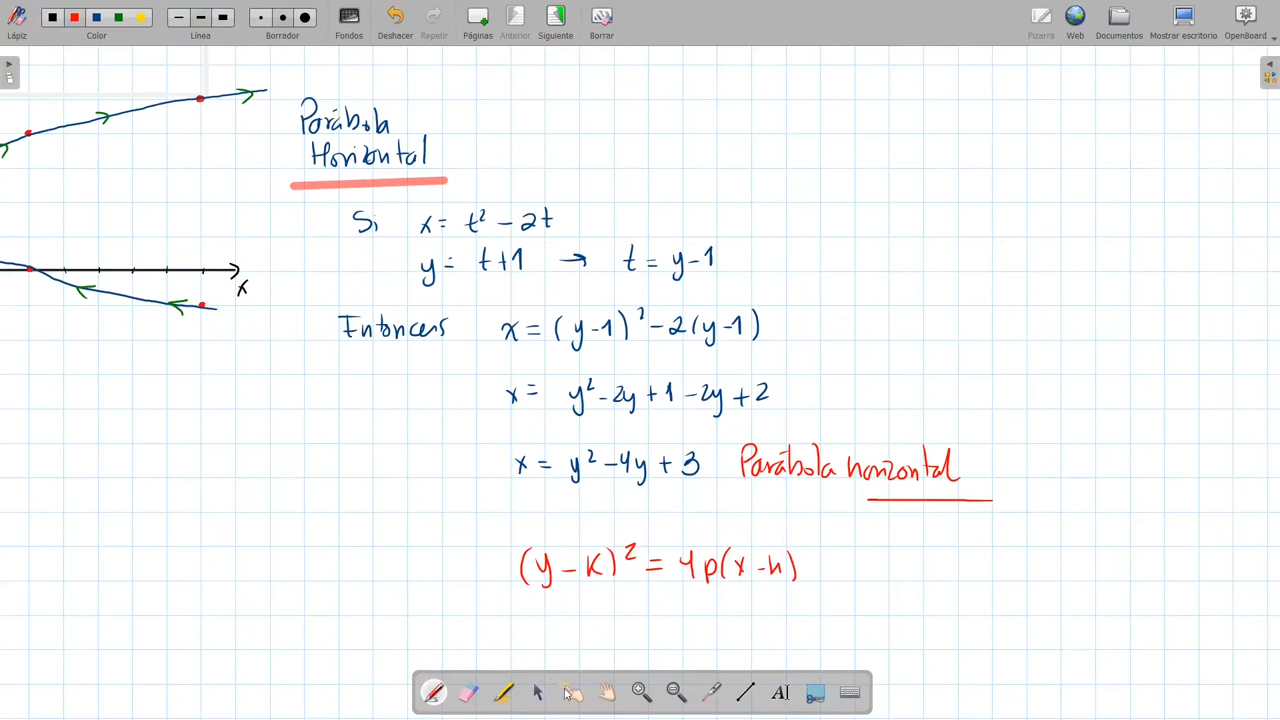 Lápiz Color Línea Borrador Fondos Deshacer Repetir Páginas Anterior Siguiente Borrar Pizarra Web Documentos Mostrar escritorio OpenBoard
Parábola
Horizontal
Si x = t² - 2t
y = t+1 → t = y-1
x
Entonces x = (y-1)² - 2(y-1)
x = y² - 2y + 1 - 2y + 2
x = y² - 4y + 3 Parábola horizontal
(y - k)² = 4p(x - h)